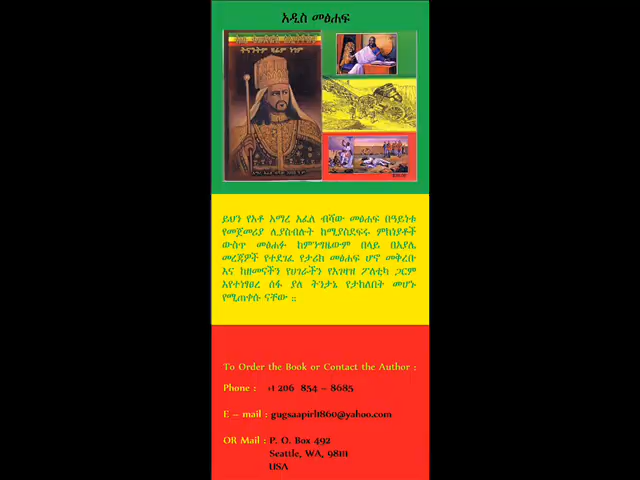 አዲስ መፅሐፍ
ትናንትም ዛሬም ነገም
ይህን የአቶ አማረ አፈለ ብሻው መፅሐፍ በዓይነቱ
የመጀመሪያ ሊያስብሉት ከሚያስደፍሩ ምክንያቶች
ውስጥ መፅሐፉ ከምንግዜውም በላይ በአያሌ
መረጃዎች የተደገፈ የታሪክ መፅሐፍ ሆኖ መቅረቡ
እና ከዘመናችን የሀገራችን የአገዛዝ ፖለቲካ ጋርም
እየተነፃፀረ ሰፋ ያለ ትንታኔ የታከለበት መሆኑ
የሚጠቀሱ ናቸው ።
To Order the Book or Contact the Author :
Phone : +1 206 854 – 8685
E – mail : gugsaapirl1860@yahoo.com
OR Mail : P. O. Box 492
Seattle, WA, 98111
USA